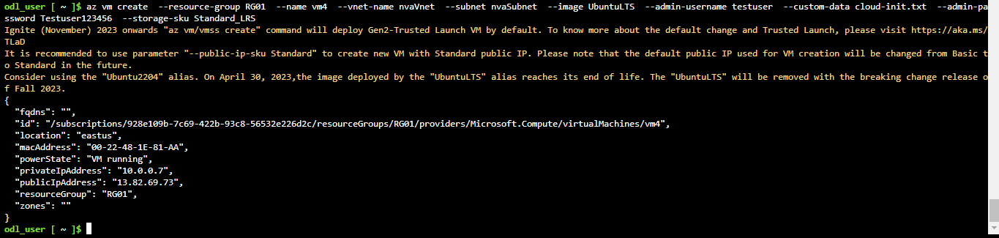 odl_user [ ~ ]$ az vm create  --resource-group RG01  --name vm4  --vnet-name nvaVnet  --subnet nvaSubnet  --image UbuntuLTS  --admin-username testuser  --custom-data cloud-init.txt  --admin-pa
ssword Testuser123456  --storage-sku Standard_LRS
Ignite (November) 2023 onwards "az vm/vmss create" command will deploy Gen2-Trusted Launch VM by default. To know more about the default change and Trusted Launch, please visit https://aka.ms/
TLaD
It is recommended to use parameter "--public-ip-sku Standard" to create new VM with Standard public IP. Please note that the default public IP used for VM creation will be changed from Basic t
o Standard in the future.
Consider using the "Ubuntu2204" alias. On April 30, 2023,the image deployed by the "UbuntuLTS" alias reaches its end of life. The "UbuntuLTS" will be removed with the breaking change release o
f Fall 2023.
{
  "fqdns": "",
  "id": "/subscriptions/928e109b-7c69-422b-93c8-56532e226d2c/resourceGroups/RG01/providers/Microsoft.Compute/virtualMachines/vm4",
  "location": "eastus",
  "macAddress": "00-22-48-1E-81-AA",
  "powerState": "VM running",
  "privateIpAddress": "10.0.0.7",
  "publicIpAddress": "13.82.69.73",
  "resourceGroup": "RG01",
  "zones": ""
}
odl_user [ ~ ]$